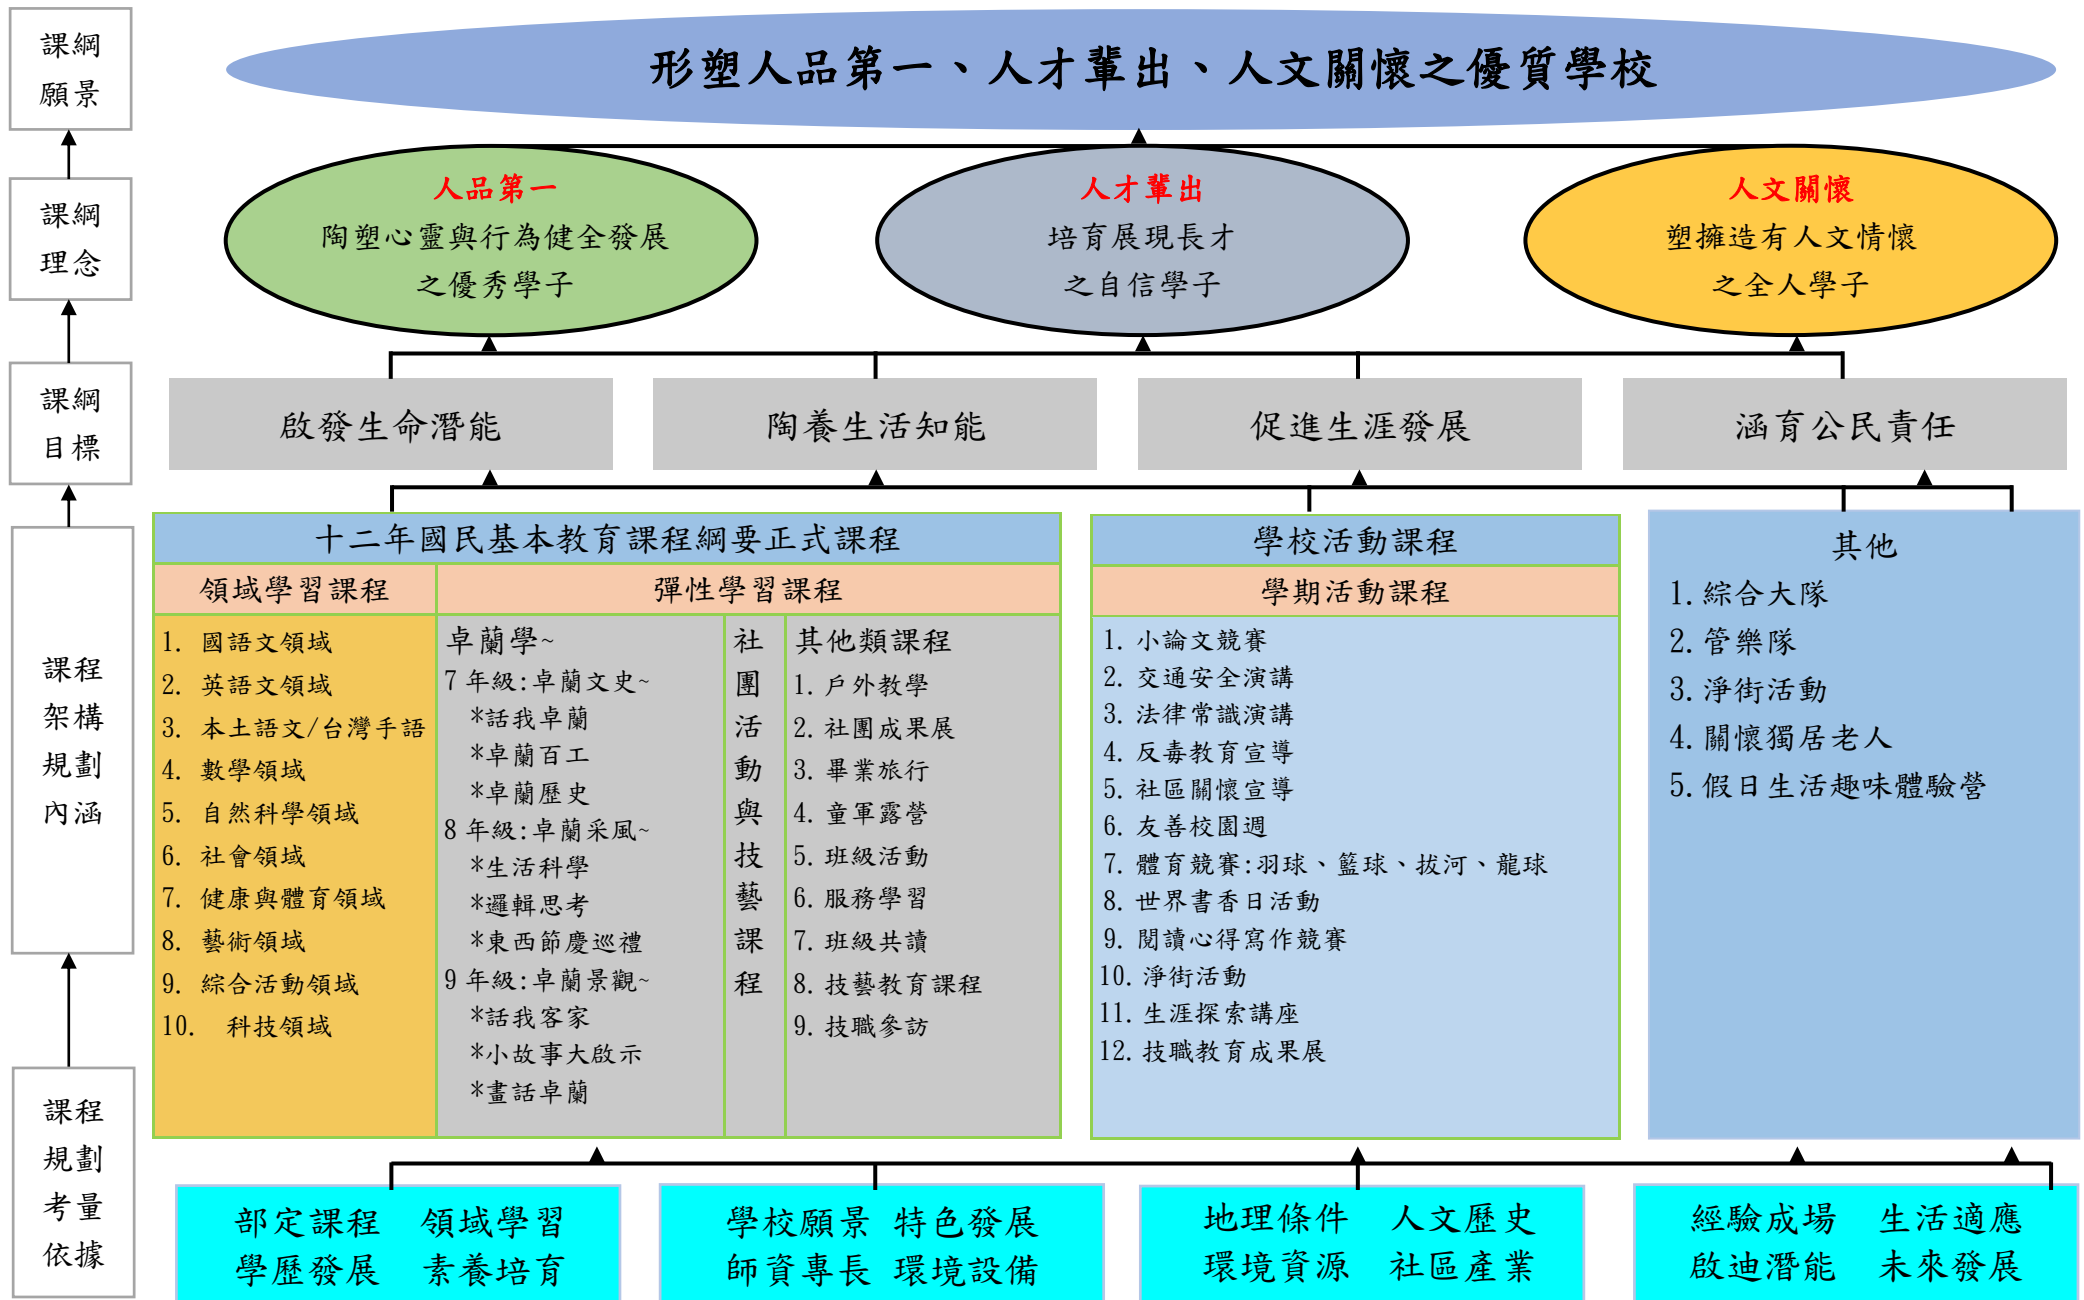 課綱
願景
形塑人品第一、人才輩出、人文關懷之優質學校
課綱
理念
人品第一
陶塑心靈與行為健全發展
之優秀學子
人才輩出
培育展現長才
之自信學子
人文關懷
塑擁造有人文情懷
之全人學子
課綱
目標
啟發生命潛能
陶養生活知能
促進生涯發展
涵育公民責任
課程
架構
規劃
內涵
十二年國民基本教育課程綱要正式課程
領域學習課程
1. 國語文領域
2. 英語文領域
3. 本土語文/台灣手語
4. 數學領域
5. 自然科學領域
6. 社會領域
7. 健康與體育領域
8. 藝術領域
9. 綜合活動領域
10. 科技領域
彈性學習課程
卓蘭學~
7年級:卓蘭文史~
*話我卓蘭
*卓蘭百工
*卓蘭歷史
8年級:卓蘭采風~
*生活科學
*邏輯思考
*東西節慶巡禮
9年級:卓蘭景觀~
*話我客家
*小故事大啟示
*畫話卓蘭
社團活動與技藝課程
其他類課程
1.戶外教學
2.社團成果展
3.畢業旅行
4.童軍露營
5.班級活動
6.服務學習
7.班級共讀
8.技藝教育課程
9.技職參訪
學校活動課程
學期活動課程
1.小論文競賽
2.交通安全演講
3.法律常識演講
4.反毒教育宣導
5.社區關懷宣導
6.友善校園週
7.體育競賽:羽球、籃球、拔河、龍球
8.世界書香日活動
9.閱讀心得寫作競賽
10.淨街活動
11.生涯探索講座
12.技職教育成果展
其他
1.綜合大隊
2.管樂隊
3.淨街活動
4.關懷獨居老人
5.假日生活趣味體驗營
課程
規劃
考量
依據
部定課程 領域學習
學歷發展 素養培育
學校願景 特色發展
師資專長 環境設備
地理條件 人文歷史
環境資源 社區產業
經驗成場 生活適應
啟迪潛能 未來發展